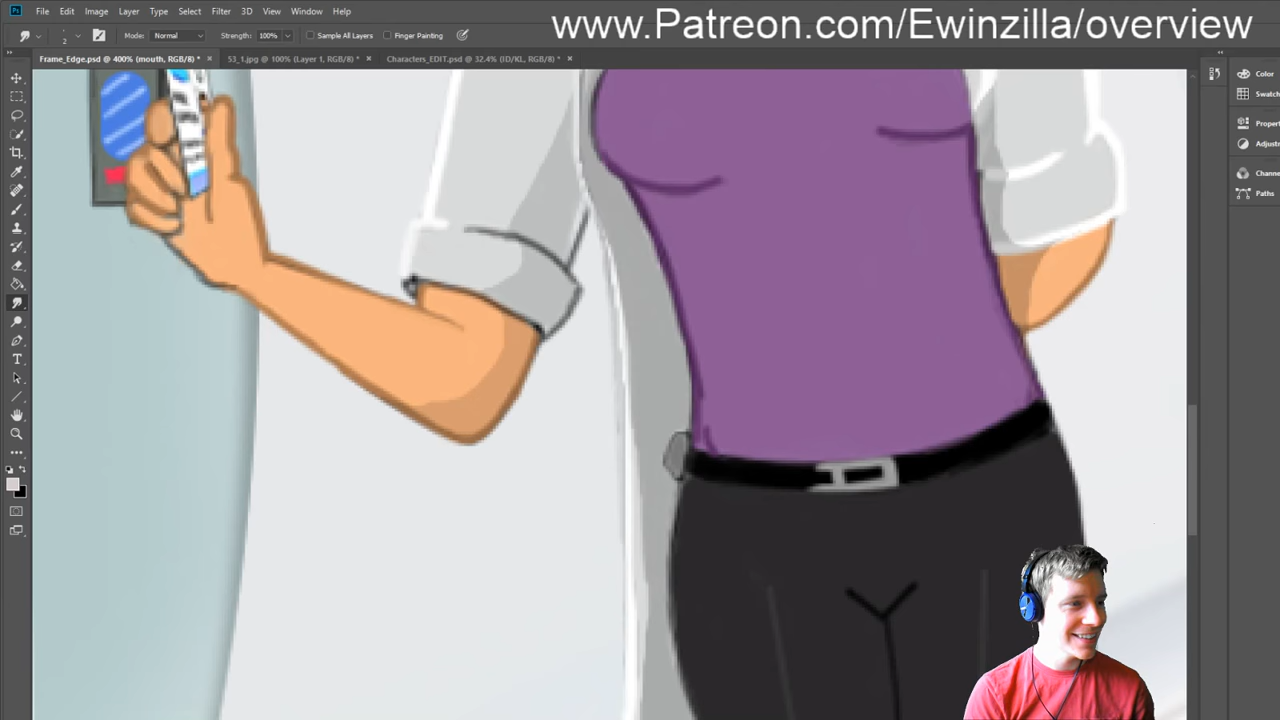 File Edit Image Layer Type Select Filter 3D View Window Help
www.Patreon.com/Ewinzilla/overview
2 Mode: Normal Strength: 100% Sample All Layers Finger Painting
Frame_Edge.psd @ 400% (mouth, RGB/8) * × 53_1.jpg @ 100% (Layer 1, RGB/8) * × Characters_EDIT.psd @ 32.4% (ID/KL, RGB/8) * ×
Color
Swatch
Propert
Adjustr
Channe
Paths